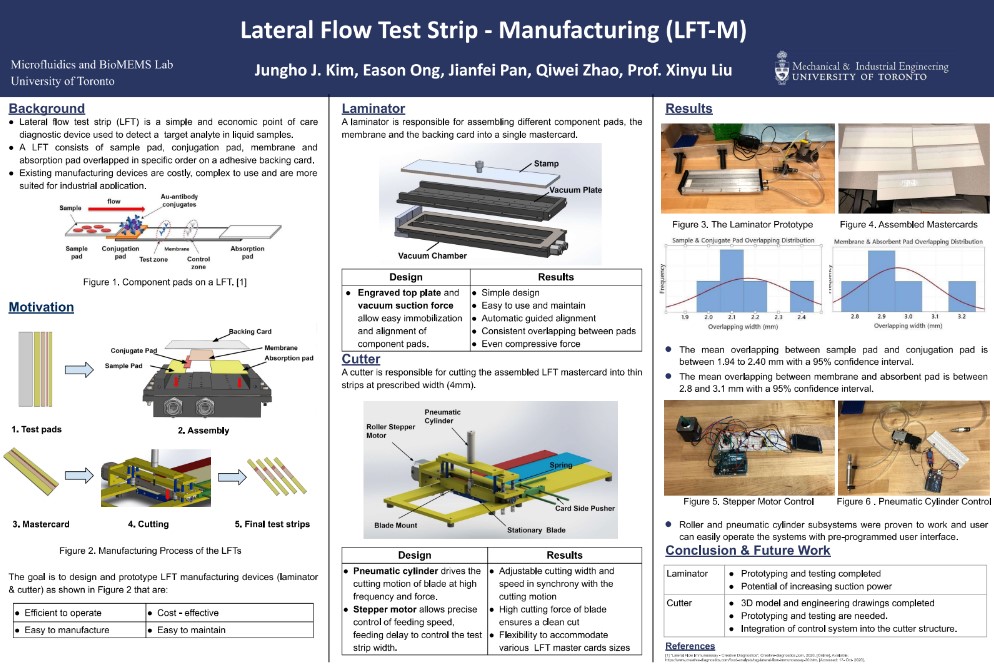 Lateral Flow Test Strip - Manufacturing (LFT-M)
Microfluidics and BioMEMS Lab
University of Toronto
Jungho J. Kim, Eason Ong, Jianfei Pan, Qiwei Zhao, Prof. Xinyu Liu
Mechanical & Industrial Engineering
UNIVERSITY OF TORONTO
Background
● Lateral flow test strip (LFT) is a simple and economic point of care
diagnostic device used to detect a target analyte in liquid samples.
● A LFT consists of sample pad, conjugation pad, membrane and
absorption pad overlapped in specific order on a adhesive backing card.
● Existing manufacturing devices are costly, complex to use and are more
suited for industrial application.
Sample
flow
Au-antibody
conjugates
Sample
pad
Conjugation
pad
Test zone
Membrane
Control
zone
Absorption
pad
Figure 1. Component pads on a LFT. [1]
Motivation
Backing Card
Conjugate Pad
Membrane
Sample Pad
Absorption pad
1. Test pads
2. Assembly
3. Mastercard
4. Cutting
5. Final test strips
Figure 2. Manufacturing Process of the LFTs
The goal is to design and prototype LFT manufacturing devices (laminator
& cutter) as shown in Figure 2 that are:
● Efficient to operate
● Cost - effective
● Easy to manufacture
● Easy to maintain
Laminator
A laminator is responsible for assembling different component pads, the
membrane and the backing card into a single mastercard.
Stamp
Vacuum Plate
Vacuum Chamber
Design
Results
● Engraved top plate and
vacuum suction force
allow easy immobilization
and alignment of
component pads.
● Simple design
● Easy to use and maintain
● Automatic guided alignment
● Consistent overlapping between pads
● Even compressive force
Cutter
A cutter is responsible for cutting the assembled LFT mastercard into thin
strips at prescribed width (4mm).
Pneumatic
Cylinder
Roller Stepper
Motor
Spring
Card Side Pusher
Blade Mount
Stationary Blade
Design
Results
● Pneumatic cylinder drives the
cutting motion of blade at high
frequency and force.
● Stepper motor allows precise
control of feeding speed,
feeding delay to control the test
strip width.
● Adjustable cutting width and
speed in synchrony with the
cutting motion
● High cutting force of blade
ensures a clean cut
● Flexibility to accommodate
various LFT master cards sizes
Results
Figure 3. The Laminator Prototype
Figure 4. Assembled Mastercards
Sample & Conjugate Pad Overlapping Distribution
Frequency
1.9 2.0 2.1 2.2 2.3 2.4
Overlapping width (mm)
Membrane & Absorbent Pad Overlapping Distribution
Frequency
2.8 2.9 3.0 3.1 3.2
Overlapping width (mm)
● The mean overlapping between sample pad and conjugation pad is
between 1.94 to 2.40 mm with a 95% confidence interval.
● The mean overlapping between membrane and absorbent pad is between
2.8 and 3.1 mm with a 95% confidence interval.
Figure 5. Stepper Motor Control
Figure 6 . Pneumatic Cylinder Control
● Roller and pneumatic cylinder subsystems were proven to work and user
can easily operate the systems with pre-programmed user interface.
Conclusion & Future Work
Laminator
● Prototyping and testing completed
● Potential of increasing suction power
Cutter
● 3D model and engineering drawings completed
● Prototyping and testing are needed.
● Integration of control system into the cutter structure.
References